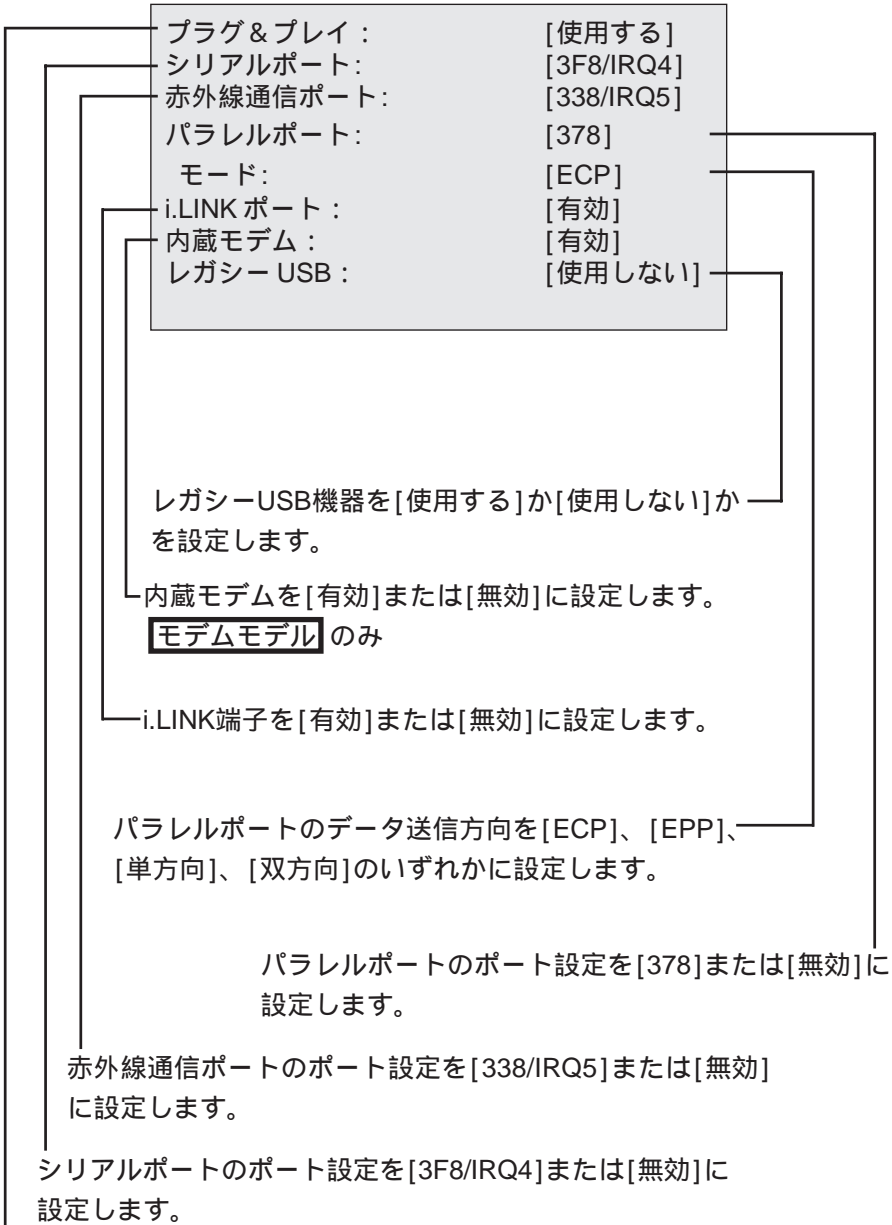 プラグ&プレイ: [使用する]
シリアルポート: [3F8/IRQ4]
赤外線通信ポート: [338/IRQ5]
パラレルポート: [378]
モード: [ECP]
i.LINK ポート: [有効]
内蔵モデム: [有効]
レガシー USB: [使用しない]
レガシーUSB機器を[使用する]か[使用しない]か
を設定します。
内蔵モデムを[有効]または[無効]に設定します。
モデムモデル のみ
i.LINK端子を[有効]または[無効]に設定します。
パラレルポートのデータ送信方向を[ECP]、[EPP]、
[単方向]、[双方向]のいずれかに設定します。
パラレルポートのポート設定を[378]または[無効]に
設定します。
赤外線通信ポートのポート設定を[338/IRQ5]または[無効]
に設定します。
シリアルポートのポート設定を[3F8/IRQ4]または[無効]に
設定します。